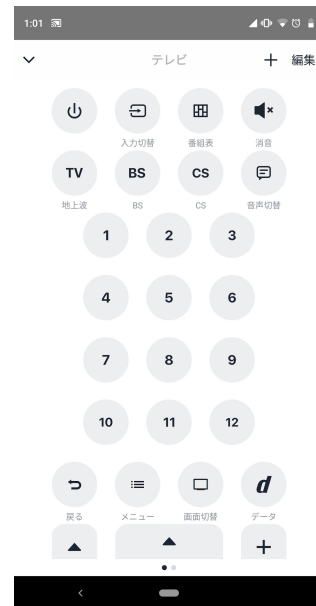 1:01
テレビ
編集
入力切替 番組表 消音
TV BS CS
地上波 BS CS 音声切替
1 2 3
4 5 6
7 8 9
10 11 12
d
戻る メニュー 画面切替 データ
+